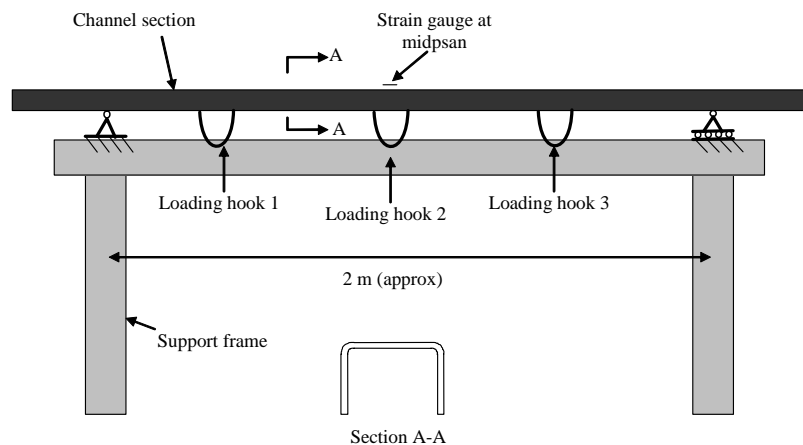 Channel section
Strain gauge at
midpsan
A
A
Loading hook 1
Loading hook 2
Loading hook 3
2 m (approx)
Support frame
Section A-A